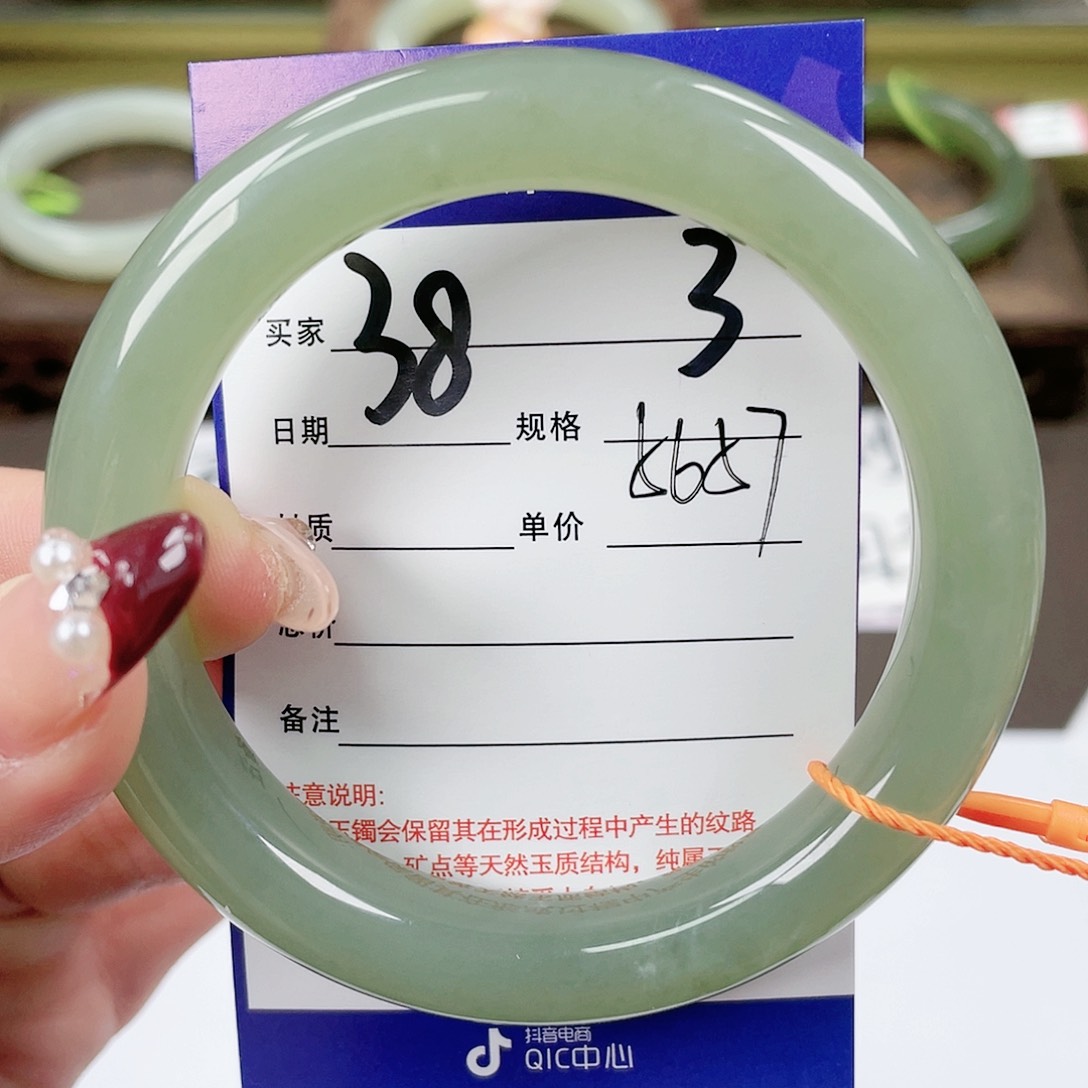 买家 38 3
日期 规格 5657
质 单价
备注
注意说明:
玉镯会保留其在形成过程中产生的纹路
矿点等天然玉质结构，纯属
抖音电商
QIC中心